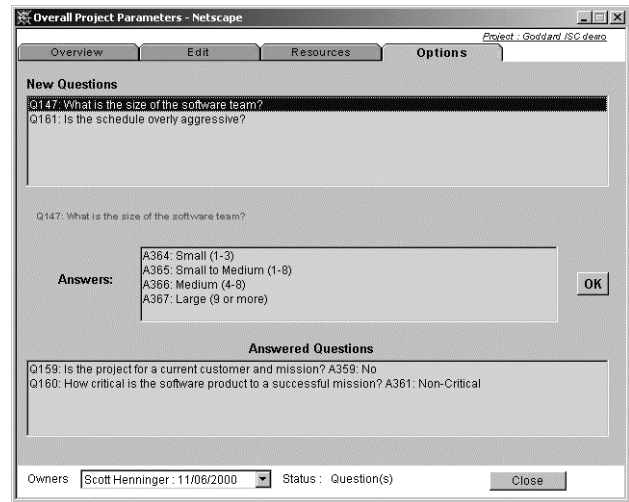 Overall Project Parameters - Netscape
Project : Goddard ISC demo
Overview Edit Resources Options
New Questions
Q147: What is the size of the software team?
Q161: Is the schedule overly aggressive?
Q147: What is the size of the software team?
A364: Small (1-3)
A365: Small to Medium (1-8)
Answers:
A366: Medium (4-8)
OK
A367: Large (9 or more)
Answered Questions
Q159: Is the project for a current customer and mission? A359: No
Q160: How critical is the software product to a successful mission? A361: Non-Critical
Owners Scott Henninger : 11/06/2000 Status : Question(s) Close